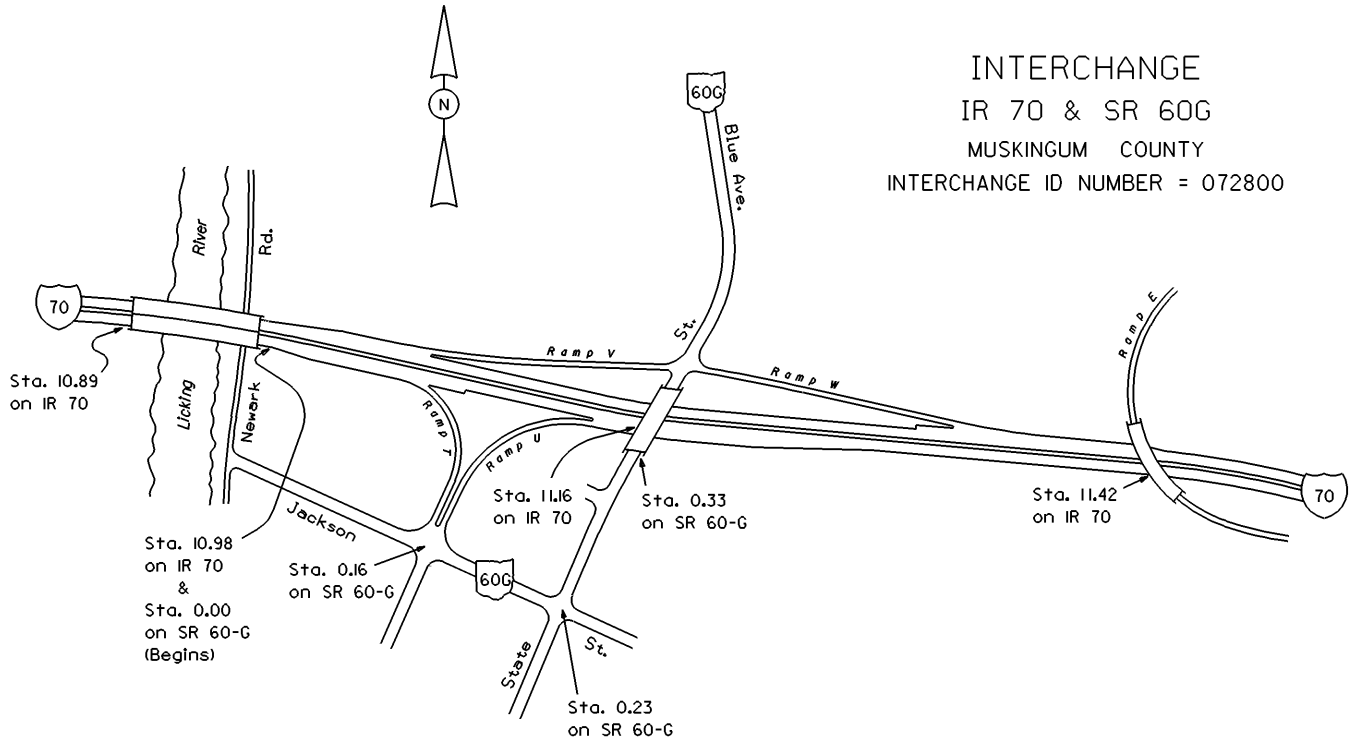 INTERCHANGE
IR 70 & SR 60G
MUSKINGUM COUNTY
INTERCHANGE ID NUMBER = 072800
N
60G
Blue Ave.
River
Rd.
70
St.
Ramp V
Ramp W
Ramp E
Sta. 10.89
on IR 70
Licking
Newark
Ramp T
Ramp U
Sta. 11.16
on IR 70
Sta. 0.33
on SR 60-G
Sta. 11.42
on IR 70
70
Jackson
Sta. 10.98
on IR 70
&
Sta. 0.00
on SR 60-G
(Begins)
Sta. 0.16
on SR 60-G
60G
State
St.
Sta. 0.23
on SR 60-G